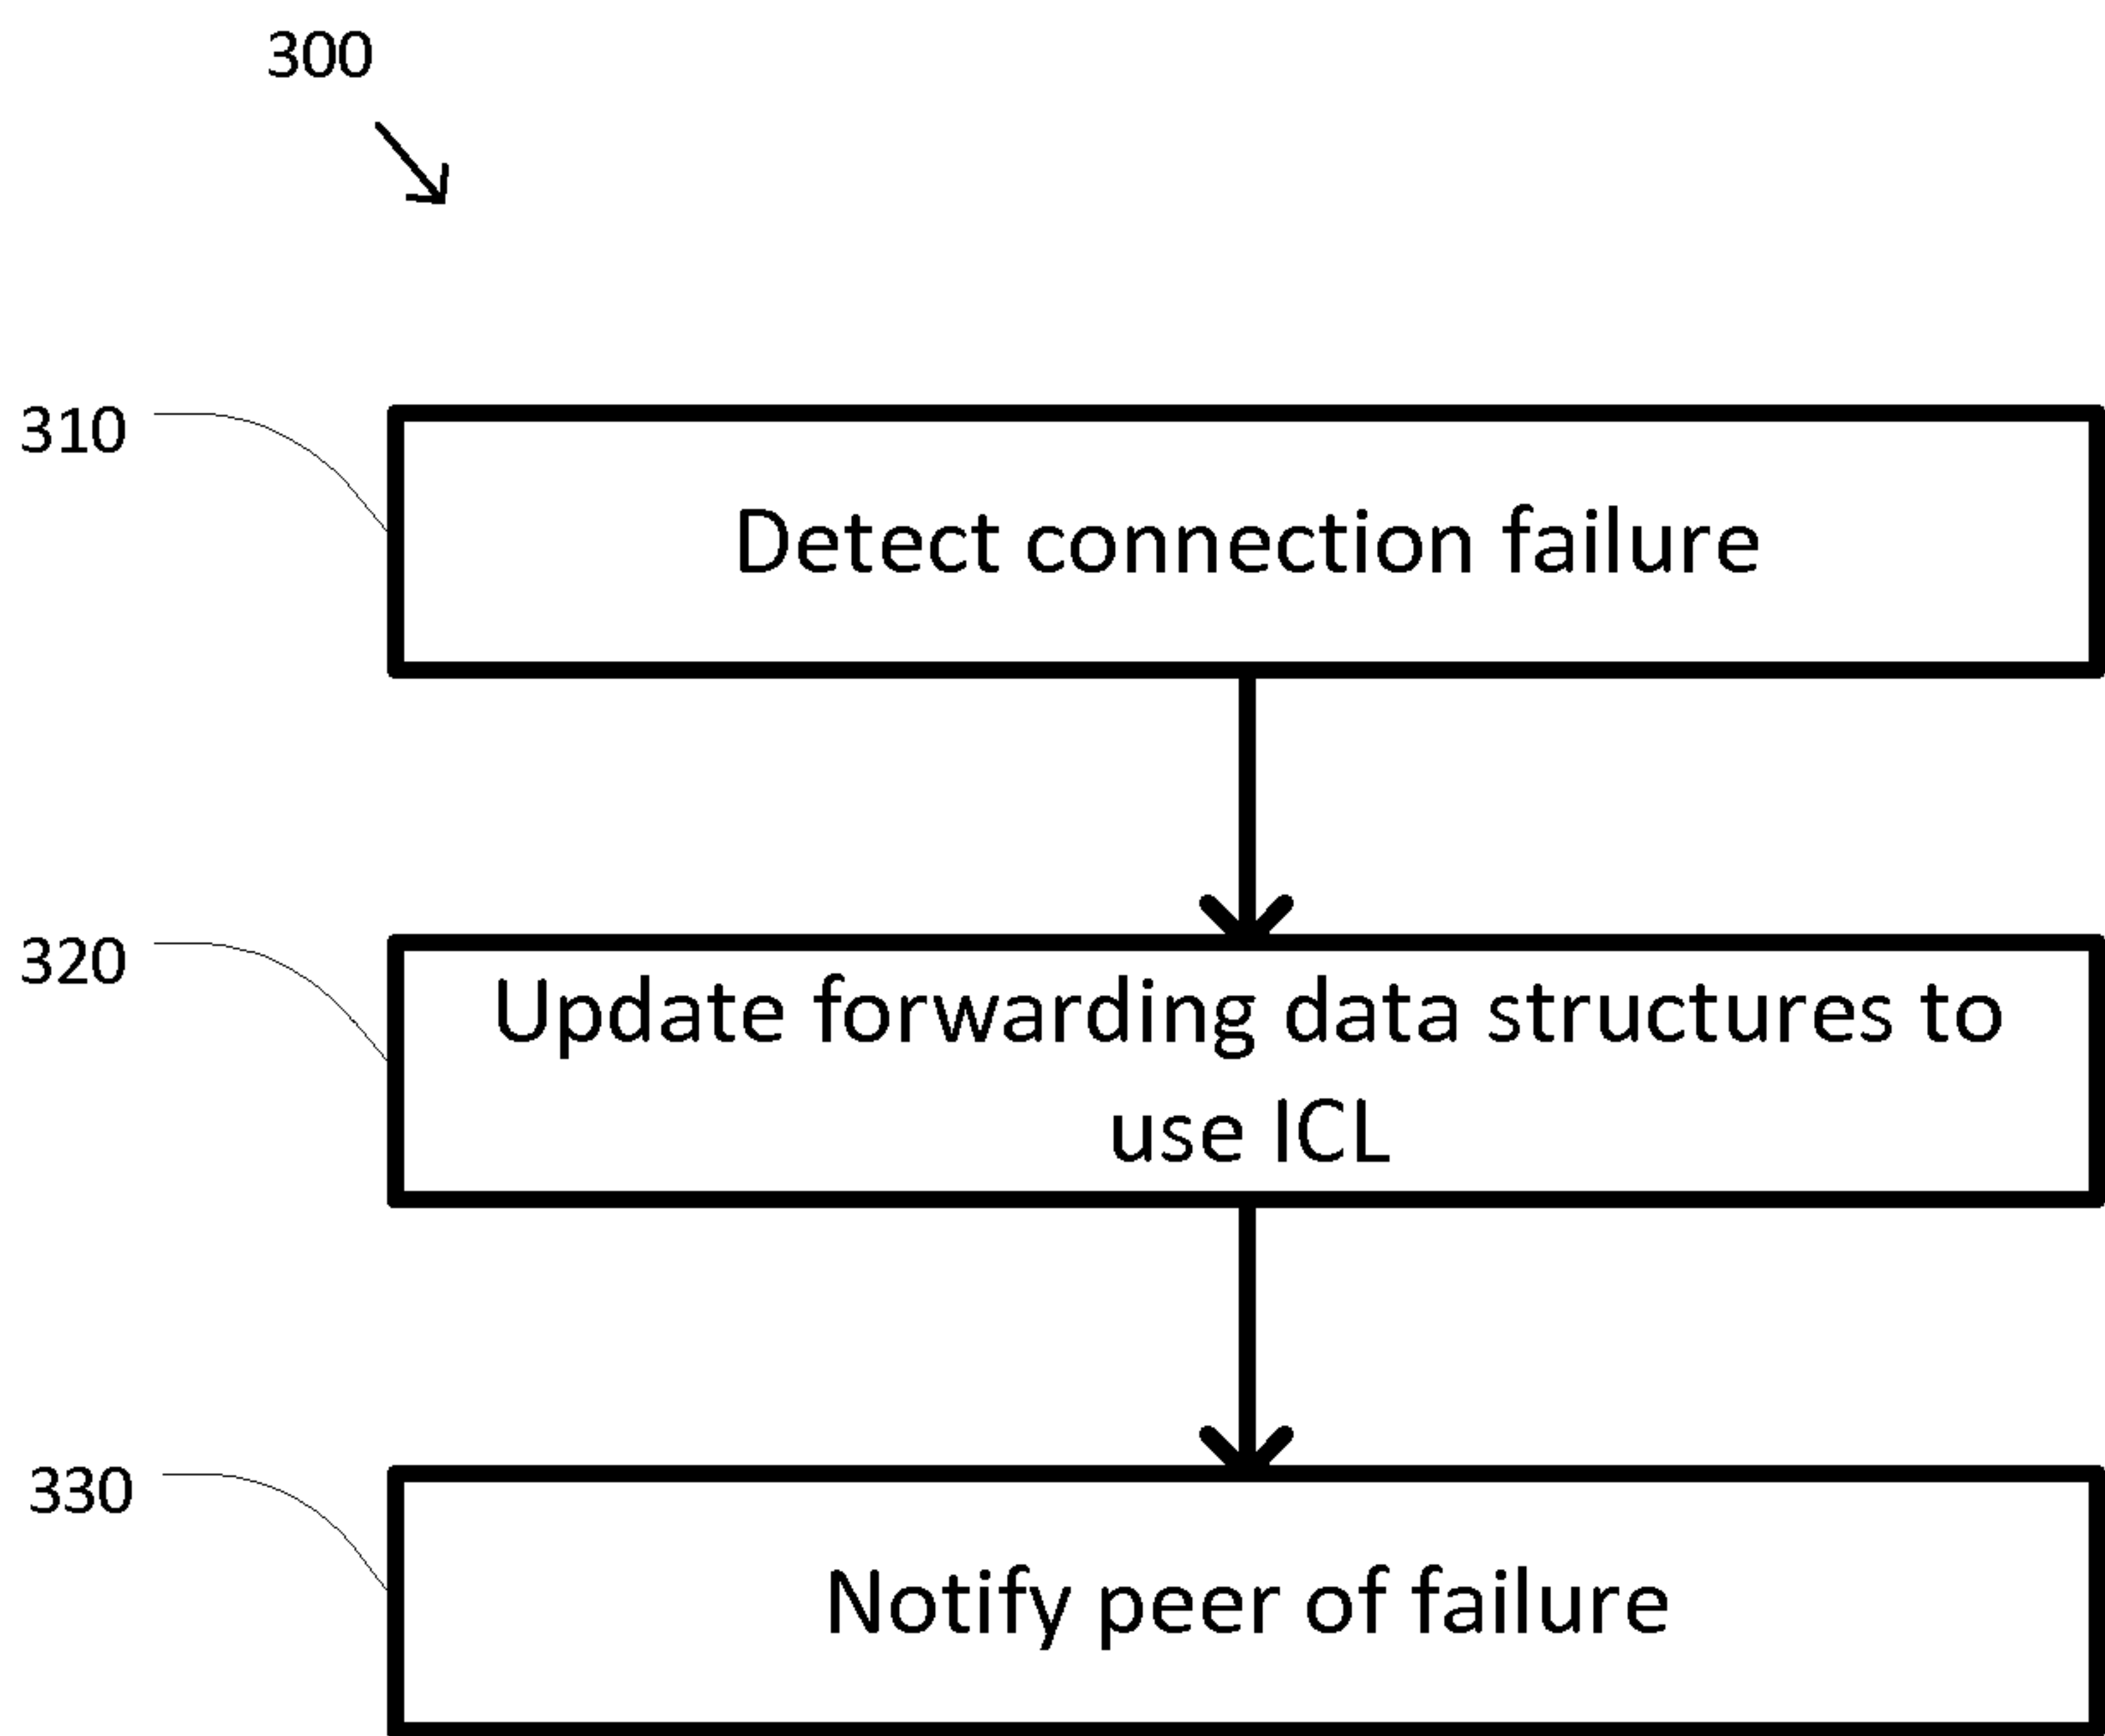 300
310
Detect connection failure
320
Update forwarding data structures to
use ICL
330
Notify peer of failure